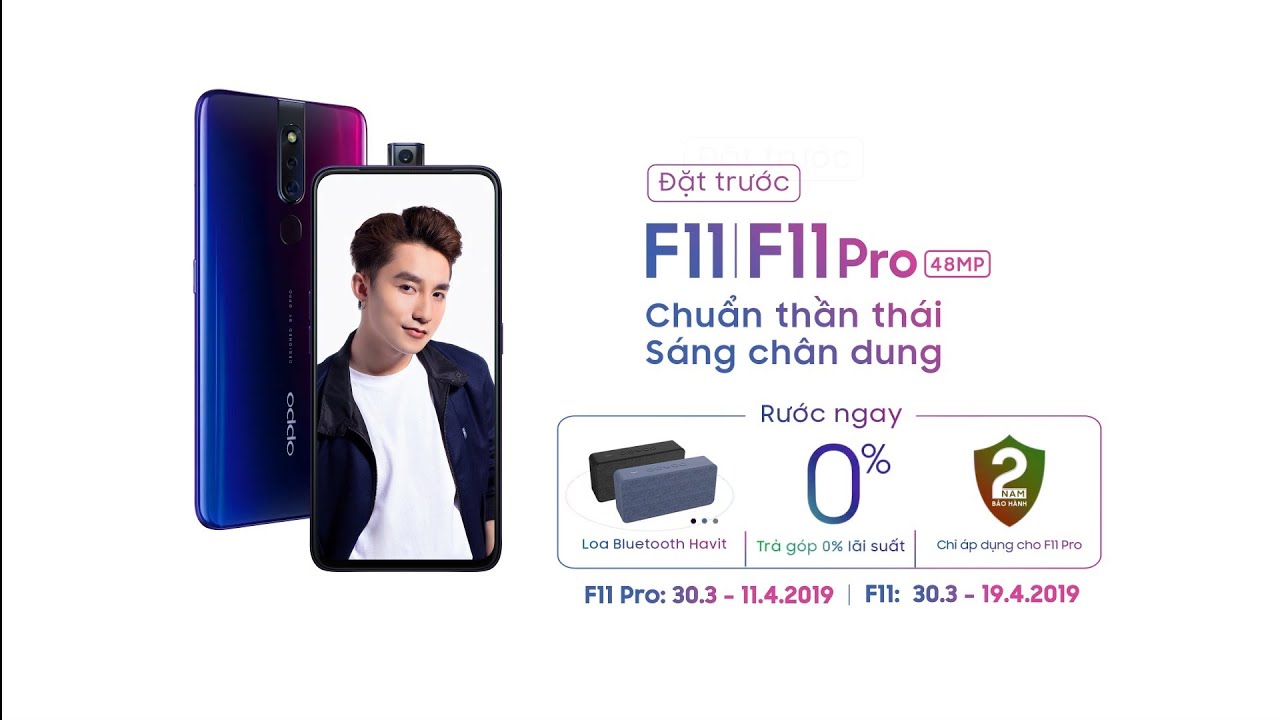 Đặt trước
F11 | F11 Pro 48MP
Chuẩn thần thái
Sáng chân dung
Rước ngay
0%
2
NĂM
BẢO HÀNH
Loa Bluetooth Havit
Trả góp 0% lãi suất
Chỉ áp dụng cho F11 Pro
F11 Pro: 30.3 - 11.4.2019 | F11: 30.3 - 19.4.2019
oppo